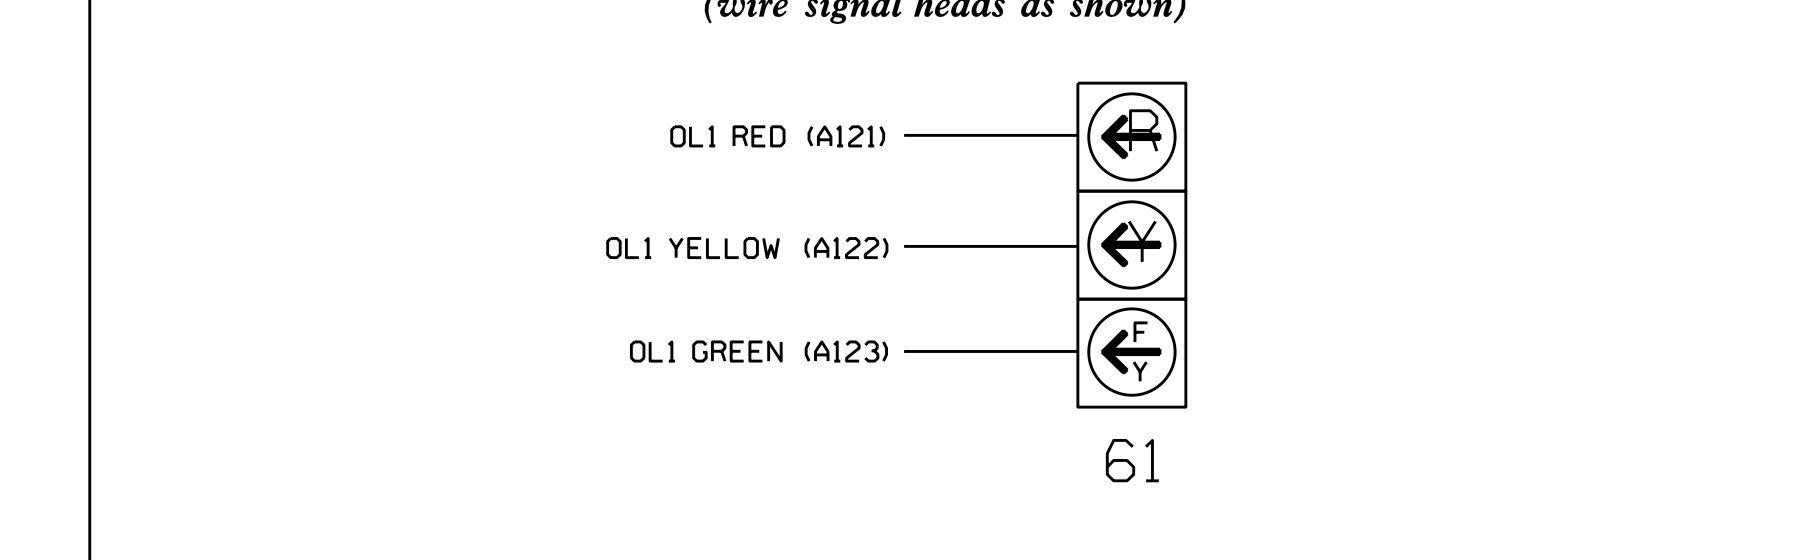 (wire signal heads as shown)
OL1 RED (A121)
R
OL1 YELLOW (A122)
Y
OL1 GREEN (A123)
F
Y
61